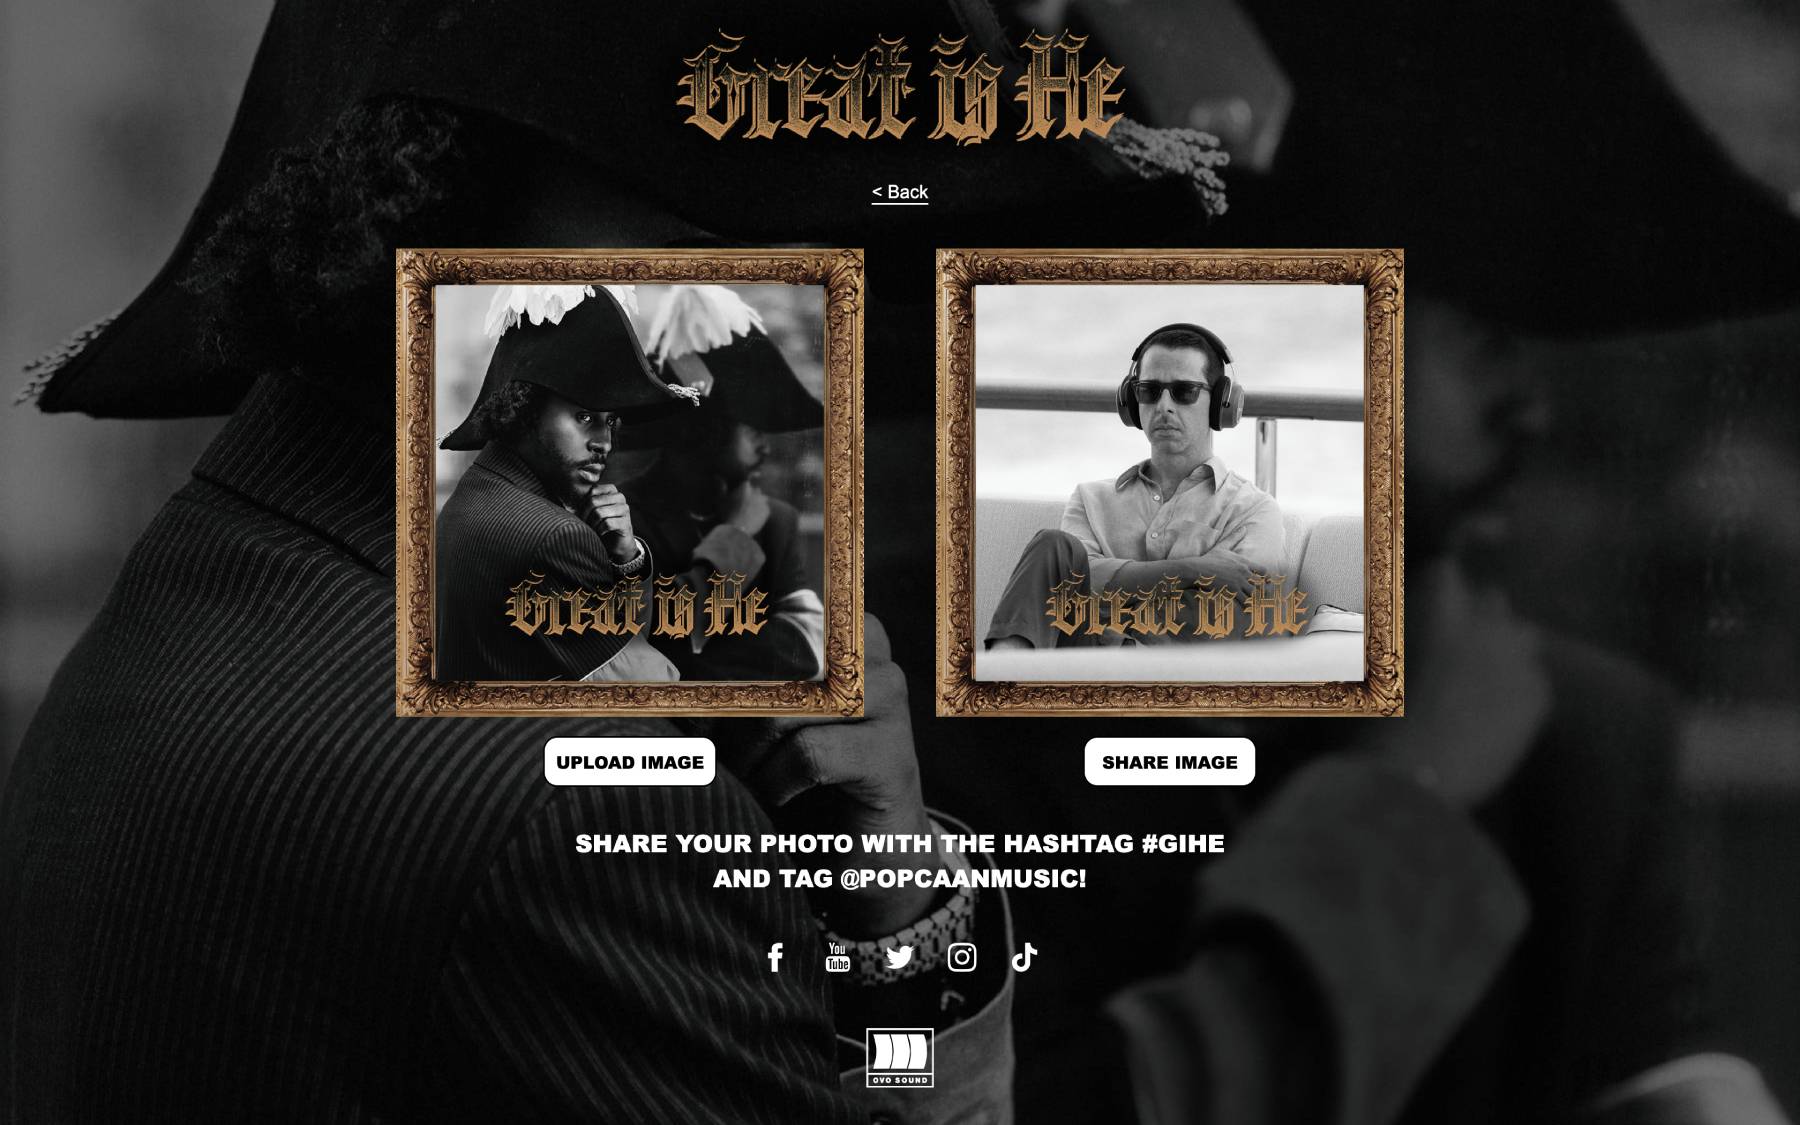 Great is He
< Back
Great is He
Great is He
UPLOAD IMAGE
SHARE IMAGE
SHARE YOUR PHOTO WITH THE HASHTAG #GIHE
AND TAG @POPCAANMUSIC!
You
Tube
OVO SOUND